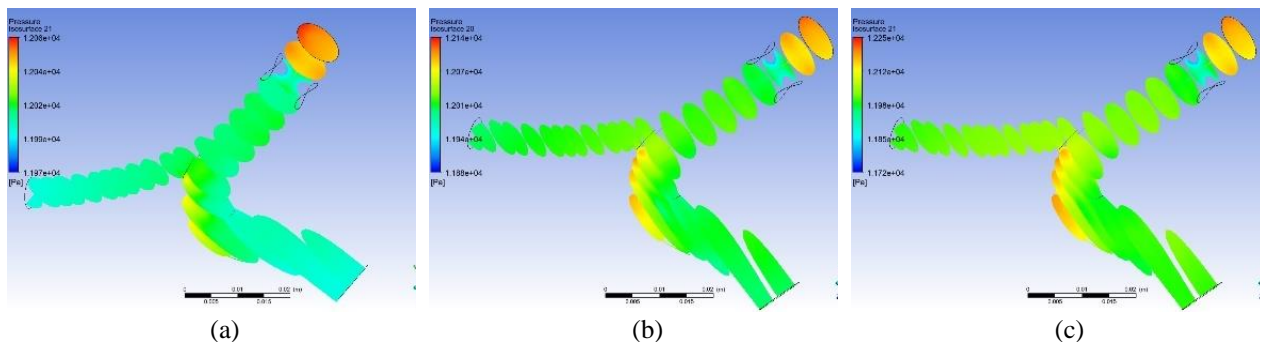 Pressure
Isosurface 21
1.206e+04
1.204e+04
1.202e+04
1.199e+04
1.197e+04
[Pa]
0 0.01 0.02 (m)
0.005 0.015
(a)
Pressure
Isosurface 20
1.214e+04
1.207e+04
1.201e+04
1.194e+04
1.188e+04
[Pa]
0 0.01 0.02 (m)
0.005 0.015
(b)
Pressure
Isosurface 21
1.225e+04
1.212e+04
1.198e+04
1.185e+04
1.172e+04
[Pa]
0 0.01 0.02 (m)
0.005 0.015
(c)